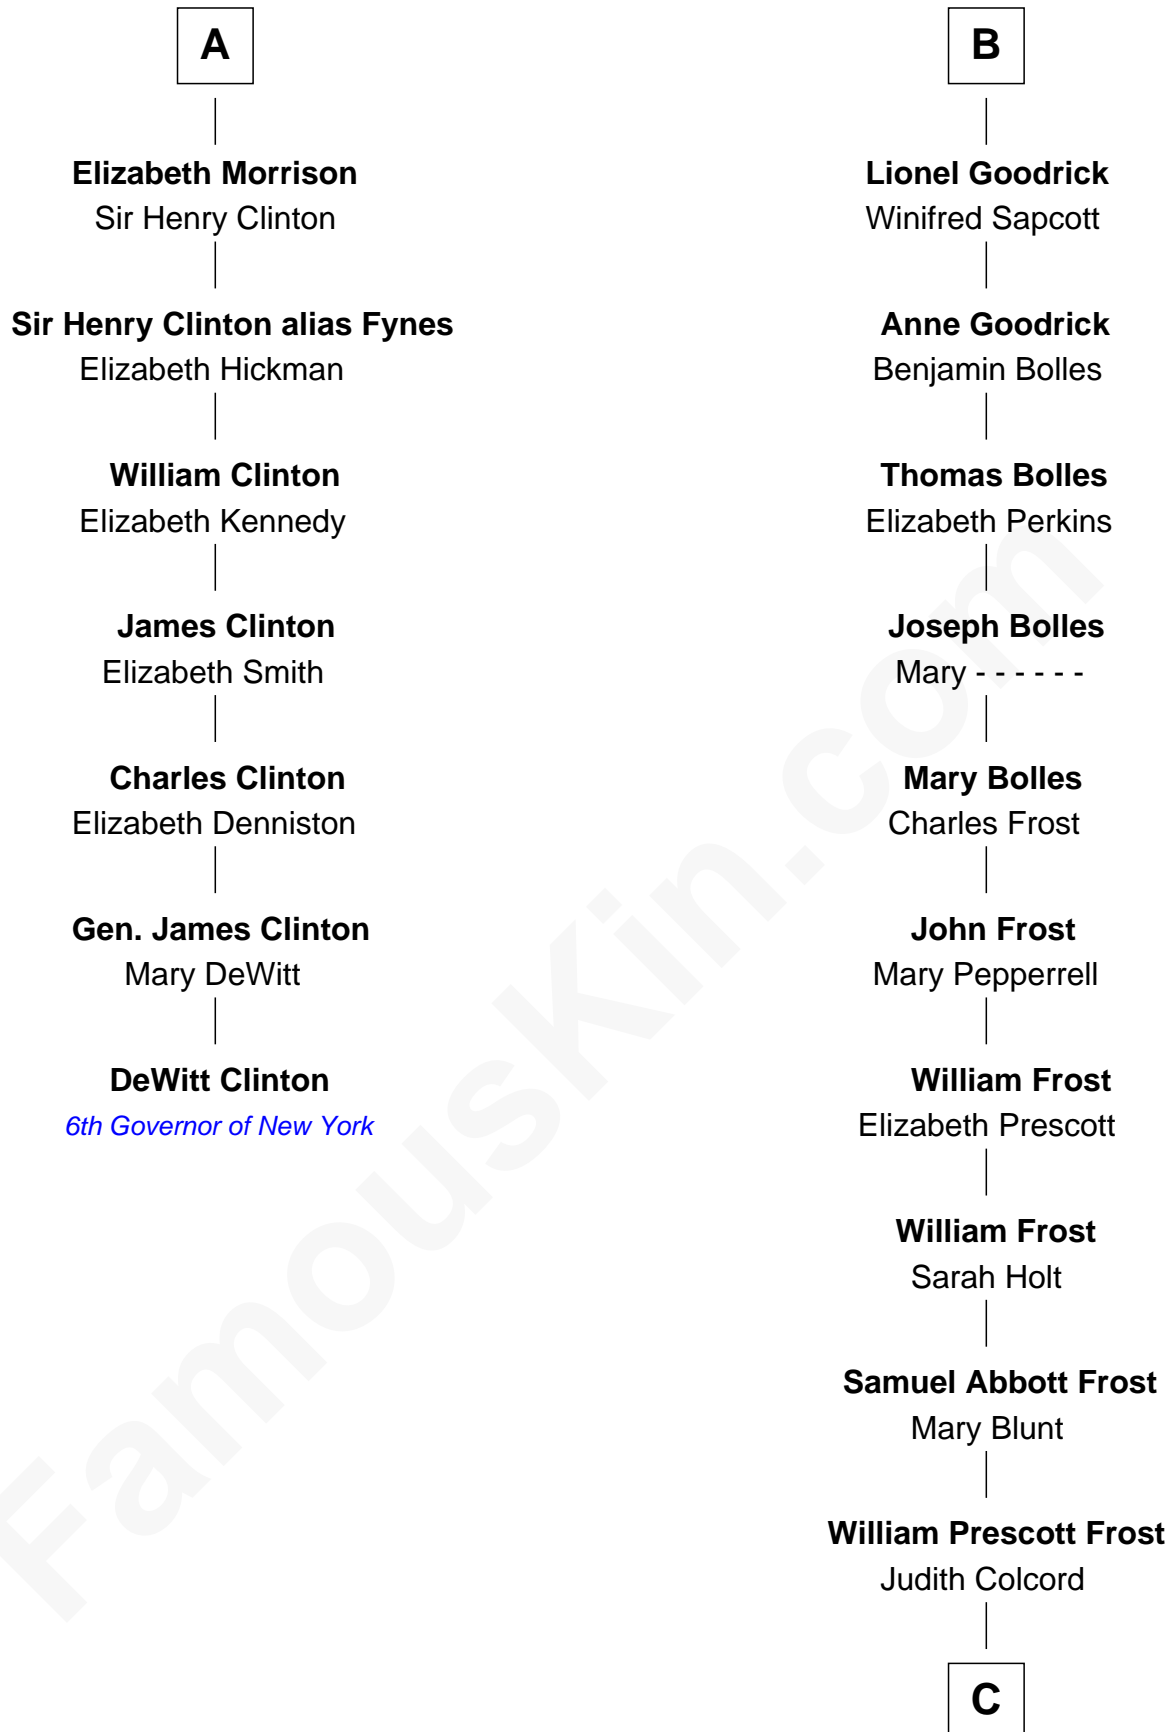 A
Elizabeth Morrison
Sir Henry Clinton
Sir Henry Clinton alias Fynes
Elizabeth Hickman
William Clinton
Elizabeth Kennedy
James Clinton
Elizabeth Smith
Charles Clinton
Elizabeth Denniston
Gen. James Clinton
Mary DeWitt
DeWitt Clinton
6th Governor of New York
B
Lionel Goodrick
Winifred Sapcott
Anne Goodrick
Benjamin Bolles
Thomas Bolles
Elizabeth Perkins
Joseph Bolles
Mary - - - - - -
Mary Bolles
Charles Frost
John Frost
Mary Pepperrell
William Frost
Elizabeth Prescott
William Frost
Sarah Holt
Samuel Abbott Frost
Mary Blunt
William Prescott Frost
Judith Colcord
C
FamousKin.com